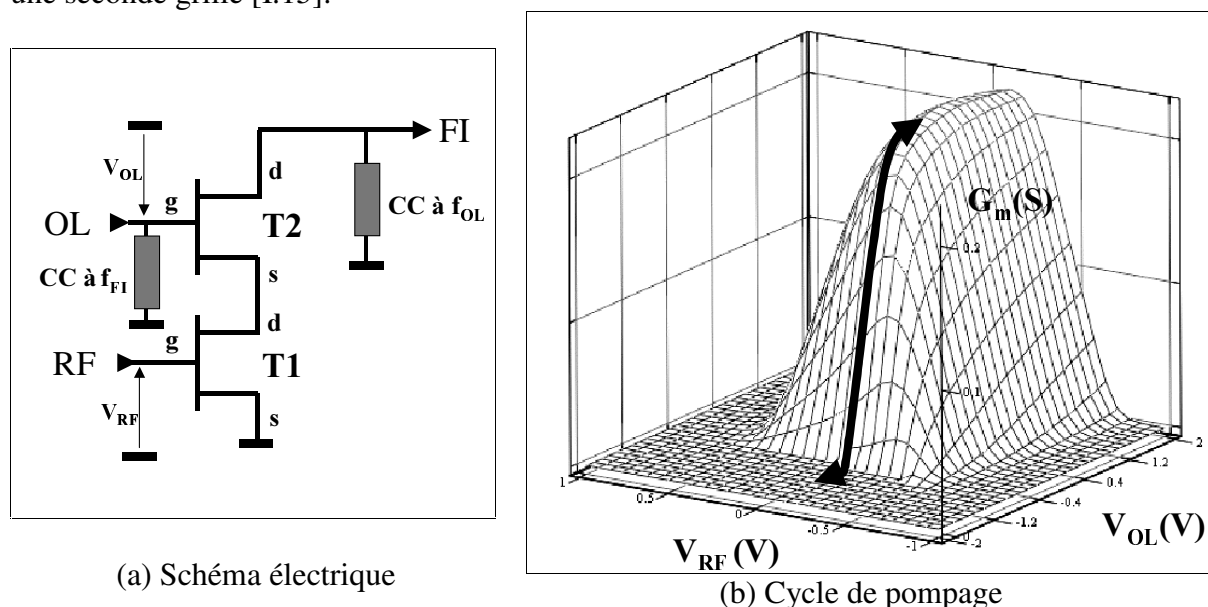 une seconde grille [I.15].
FI
V_OL
d
g
CC à f_OL
OL
T2
CC à f_FI
s
d
g
RF
T1
V_RF
s
(a) Schéma électrique
G_m(S)
0.2
0.1
1
0.5
0
-0.5
-1
V_RF (V)
-2
-1.2
-0.4
0.4
1.2
2
V_OL(V)
(b) Cycle de pompage